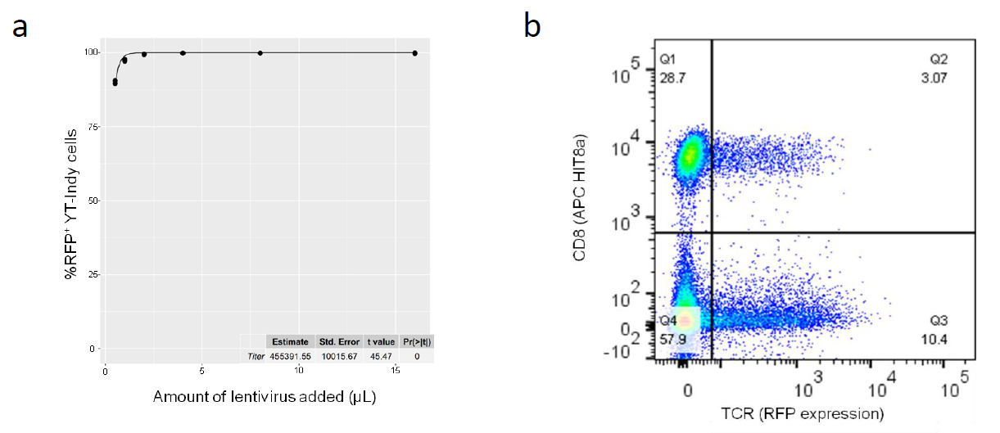 a
100
75
50
25
0
%RFP⁺ YT-Indy cells
Estimate Std. Error t value Pr(>|t|)
Titer 455391.55 10015.67 45.47 0
0 5 10 15
Amount of lentivirus added (µL)
b
Q1
28.7
Q2
3.07
Q4
57.9
Q3
10.4
10⁵
10⁴
10³
10²
0
-10²
CD8 (APC HIT8a)
0 10³ 10⁴ 10⁵
TCR (RFP expression)